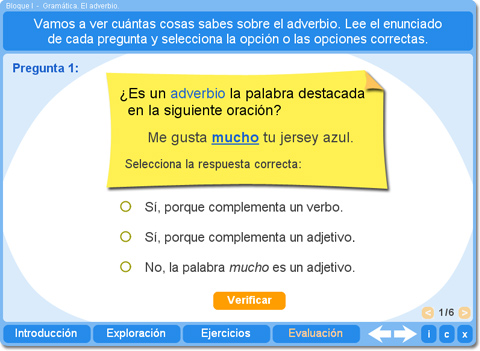 Bloque I - Gramática. El adverbio.
Vamos a ver cuántas cosas sabes sobre el adverbio. Lee el enunciado
de cada pregunta y selecciona la opción o las opciones correctas.
Pregunta 1:
¿Es un adverbio la palabra destacada
en la siguiente oración?
Me gusta mucho tu jersey azul.
Selecciona la respuesta correcta:
Sí, porque complementa un verbo.
Sí, porque complementa un adjetivo.
No, la palabra mucho es un adjetivo.
Verificar
< 1/6 >
Introducción Exploración Ejercicios Evaluación i c x